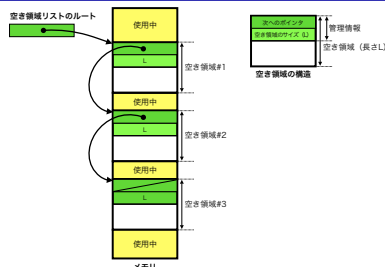 空き領域リストのルート
使用中
L
空き領域#1
使用中
L
空き領域#2
使用中
L
空き領域#3
使用中
メモリ
次へのポインタ
空き領域のサイズ (L)
管理情報
空き領域（長さL）
空き領域の構造